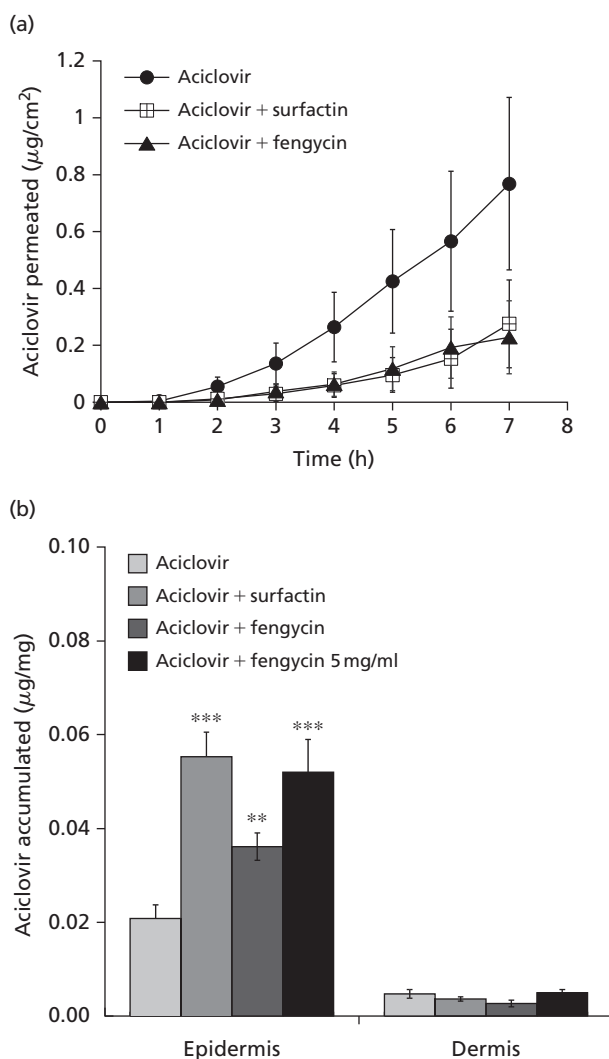 (a)
1.2
1
0.8
0.6
0.4
0.2
0
Aciclovir permeated (µg/cm²)
Aciclovir
Aciclovir + surfactin
Aciclovir + fengycin
0 1 2 3 4 5 6 7 8
Time (h)
(b)
0.10
0.08
0.06
0.04
0.02
0.00
Aciclovir accumulated (µg/mg)
Aciclovir
Aciclovir + surfactin
Aciclovir + fengycin
Aciclovir + fengycin 5 mg/ml
***
**
***
Epidermis Dermis